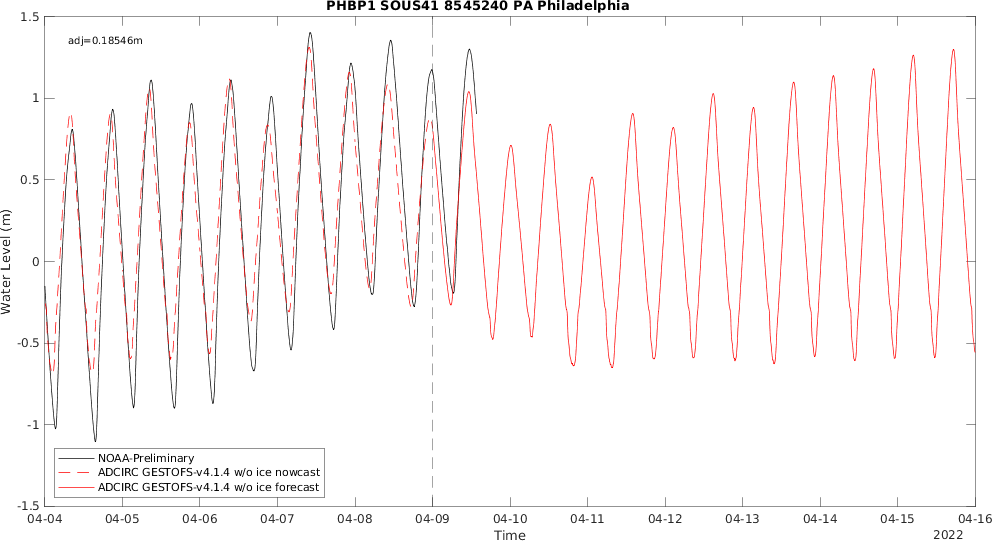 PHBP1 SOUS41 8545240 PA Philadelphia
adj=0.18546m
1.5
1
0.5
0
-0.5
-1
-1.5
Water Level (m)
NOAA-Preliminary
ADCIRC GESTOFS-v4.1.4 w/o ice nowcast
ADCIRC GESTOFS-v4.1.4 w/o ice forecast
04-04 04-05 04-06 04-07 04-08 04-09 04-10 04-11 04-12 04-13 04-14 04-15 04-16
Time
2022